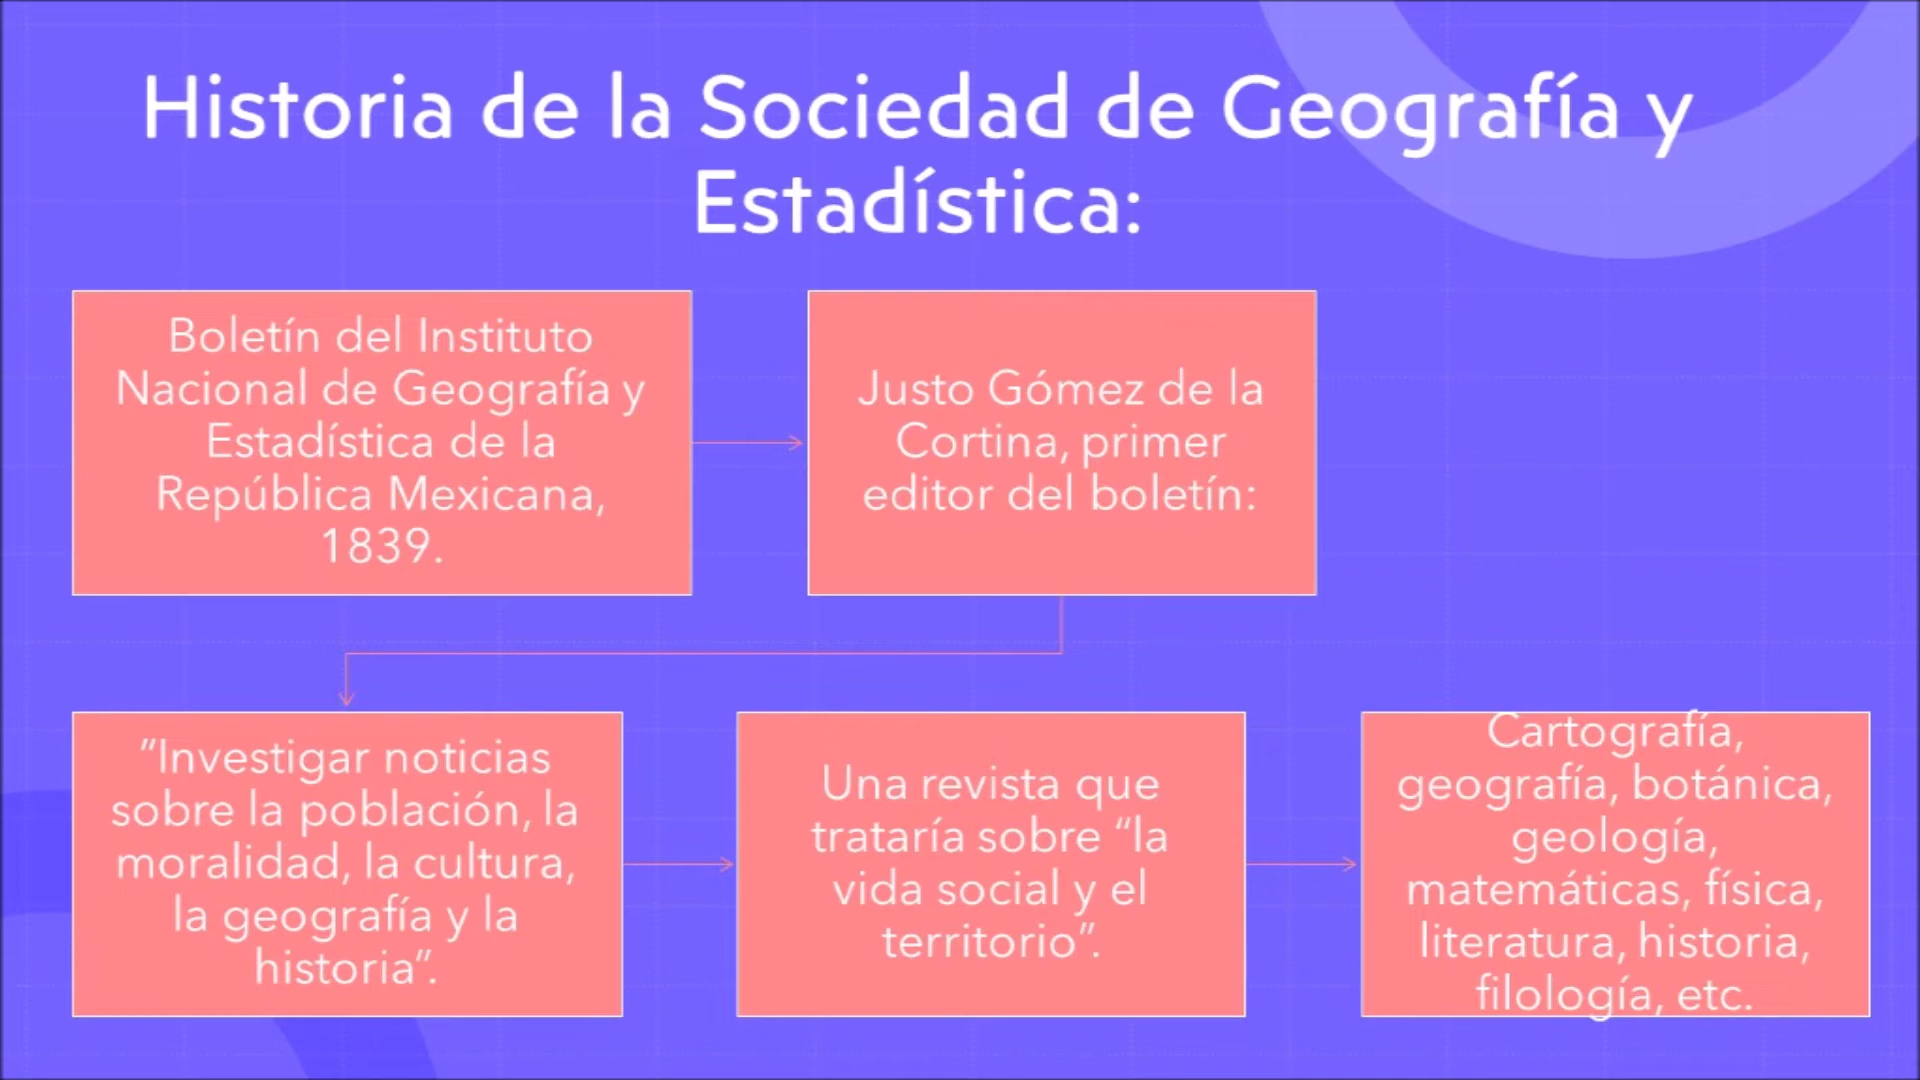 Historia de la Sociedad de Geografía y
Estadística:
Boletín del Instituto
Nacional de Geografía y
Estadística de la
República Mexicana,
1839.
Justo Gómez de la
Cortina, primer
editor del boletín:
"Investigar noticias
sobre la población, la
moralidad, la cultura,
la geografía y la
historia".
Una revista que
trataría sobre “la
vida social y el
territorio”.
Cartografía,
geografía, botánica,
geología,
matemáticas, física,
literatura, historia,
filología, etc.